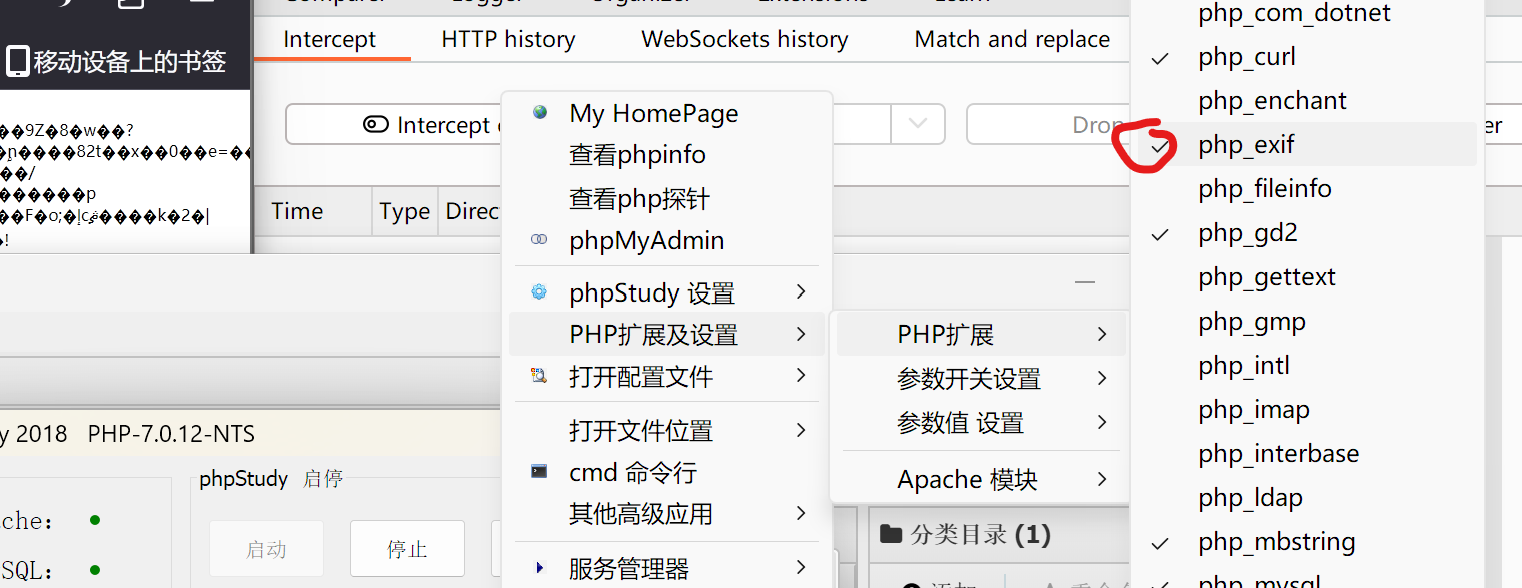 移动设备上的书签
Intercept
HTTP history
WebSockets history
Match and replace
Intercept
Time
Type
My HomePage
查看phpinfo
查看php探针
phpMyAdmin
phpStudy 设置
PHP扩展及设置
打开配置文件
打开文件位置
cmd 命令行
其他高级应用
服务管理器
PHP扩展
参数开关设置
参数值 设置
Apache 模块
php_com_dotnet
php_curl
php_enchant
php_exif
php_fileinfo
php_gd2
php_gettext
php_gmp
php_intl
php_imap
php_interbase
php_ldap
php_mbstring
php_mysql
y 2018 PHP-7.0.12-NTS
phpStudy 启停
che:
SQL:
启动
停止
分类目录 (1)